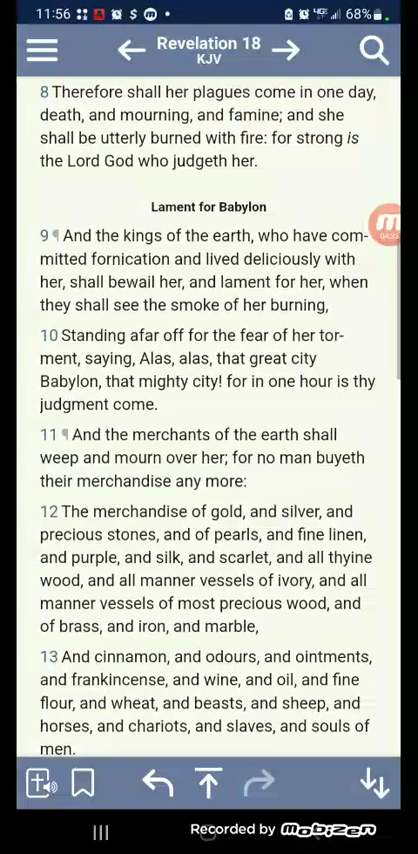 11:56 $ m • 4G 68%
Revelation 18
KJV
8 Therefore shall her plagues come in one day,
death, and mourning, and famine; and she
shall be utterly burned with fire: for strong is
the Lord God who judgeth her.
Lament for Babylon
9 ¶ And the kings of the earth, who have com-
mitted fornication and lived deliciously with
her, shall bewail her, and lament for her, when
they shall see the smoke of her burning,
10 Standing afar off for the fear of her tor-
ment, saying, Alas, alas, that great city
Babylon, that mighty city! for in one hour is thy
judgment come.
11 ¶ And the merchants of the earth shall
weep and mourn over her; for no man buyeth
their merchandise any more:
12 The merchandise of gold, and silver, and
precious stones, and of pearls, and fine linen,
and purple, and silk, and scarlet, and all thyine
wood, and all manner vessels of ivory, and all
manner vessels of most precious wood, and
of brass, and iron, and marble,
13 And cinnamon, and odours, and ointments,
and frankincense, and wine, and oil, and fine
flour, and wheat, and beasts, and sheep, and
horses, and chariots, and slaves, and souls of
men.
Recorded by mobizen